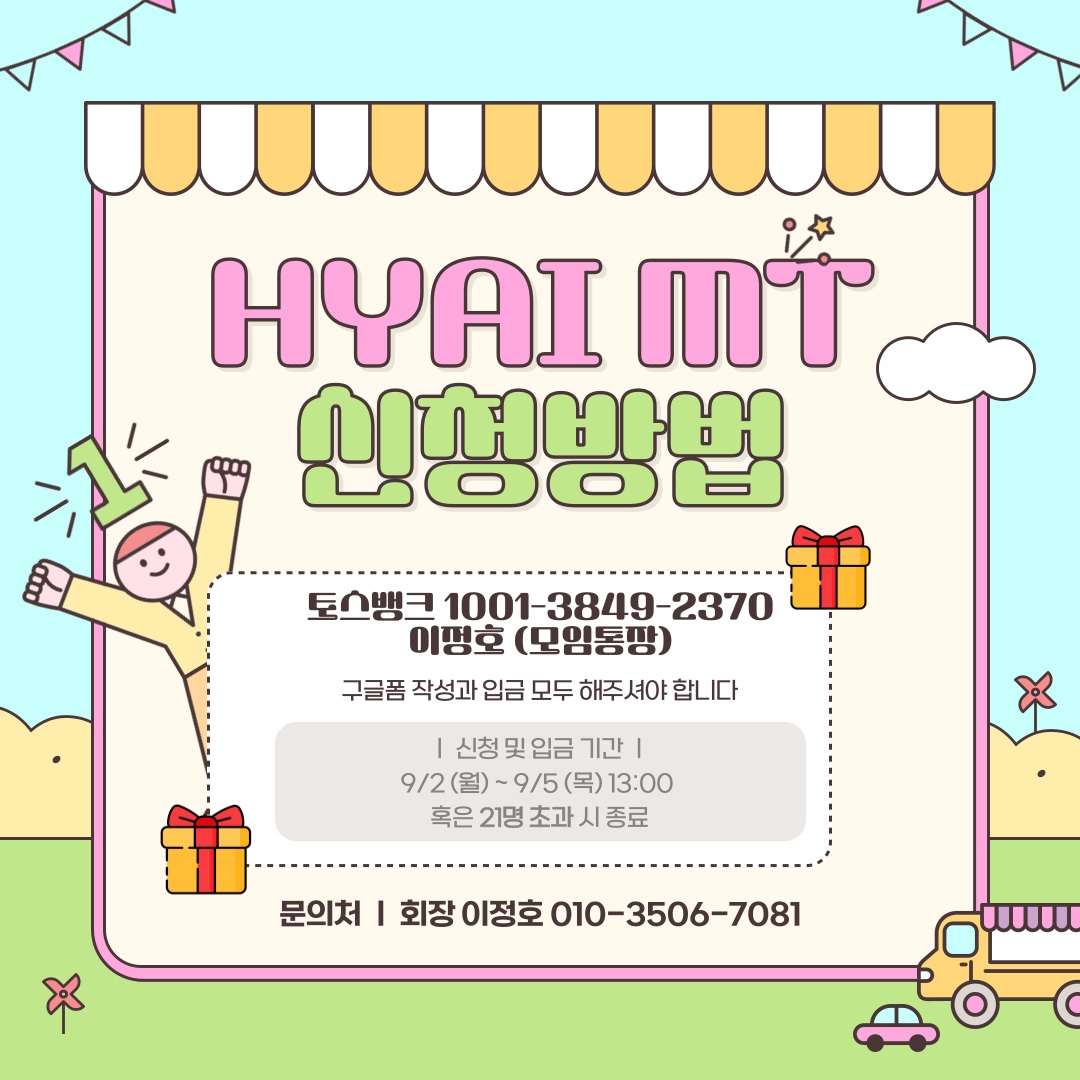 HYAI MT
신청방법
1
토스뱅크 1001-3849-2370
이정호 (모임통장)
구글폼 작성과 입금 모두 해주셔야 합니다
| 신청 및 입금 기간 |
9/2 (월) ~ 9/5 (목) 13:00
혹은 21명 초과 시 종료
문의처 | 회장 이정호 010-3506-7081